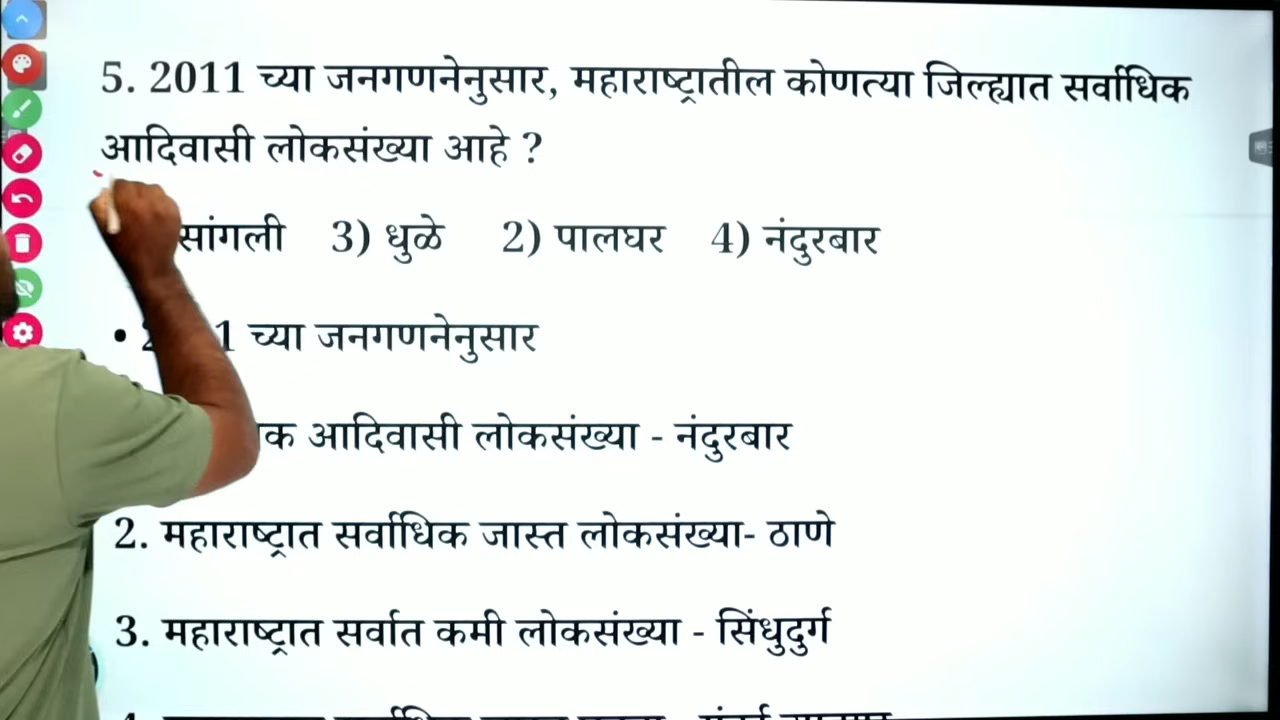 5. 2011 च्या जनगणनेनुसार, महाराष्ट्रातील कोणत्या जिल्ह्यात सर्वाधिक
आदिवासी लोकसंख्या आहे ?
सांगली 3) धुळे 2) पालघर 4) नंदुरबार
• च्या जनगणनेनुसार
आदिवासी लोकसंख्या - नंदुरबार
2. महाराष्ट्रात सर्वाधिक जास्त लोकसंख्या- ठाणे
3. महाराष्ट्रात सर्वात कमी लोकसंख्या - सिंधुदुर्ग